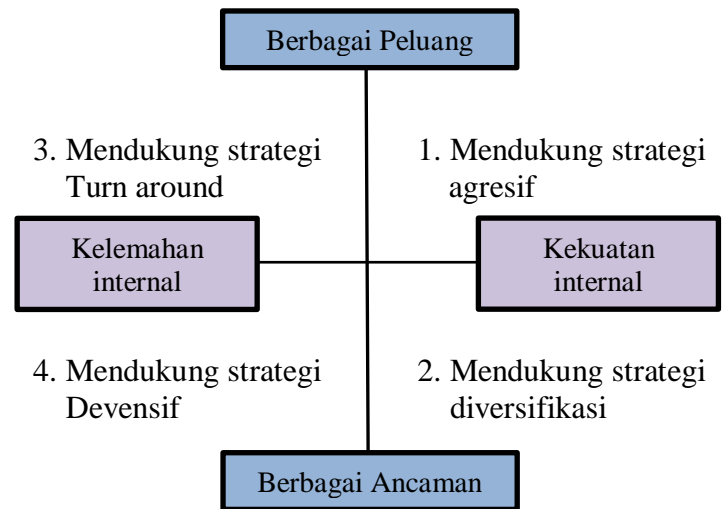 Berbagai Peluang
3. Mendukung strategi
Turn around
1. Mendukung strategi
agresif
Kelemahan
internal
Kekuatan
internal
4. Mendukung strategi
Devensif
2. Mendukung strategi
diversifikasi
Berbagai Ancaman